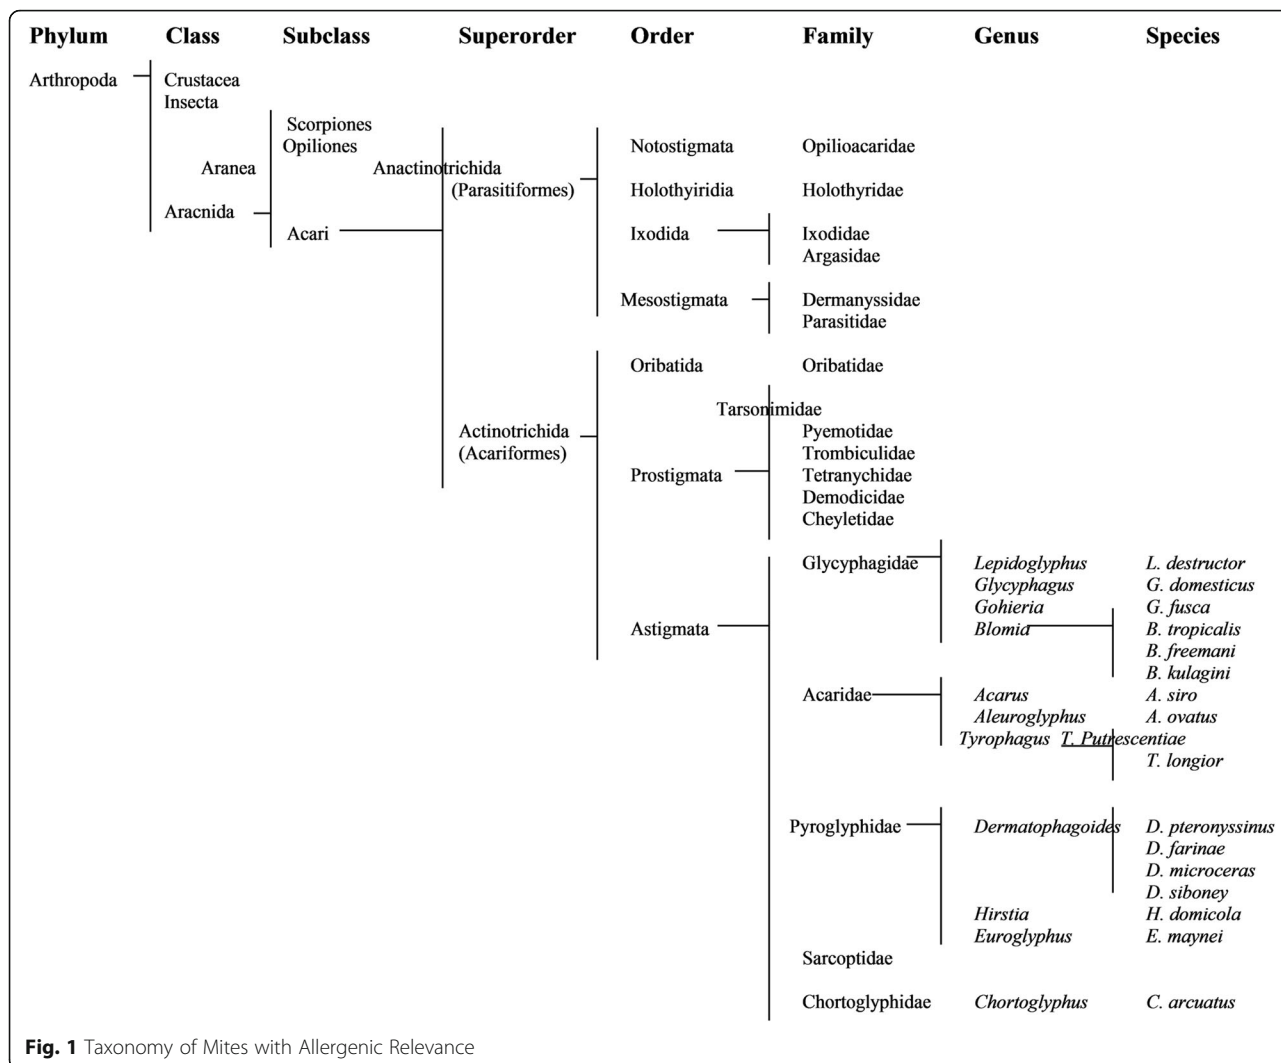 Phylum Class Subclass Superorder Order Family Genus Species
Arthropoda Crustacea
Insecta
Scorpiones
Opiliones Notostigmata Opilioacaridae
Aranea Anactinotrichida
(Parasitiformes) Holothyiridia Holothyridae
Aracnida
Acari Ixodida Ixodidae
Argasidae
Mesostigmata Dermanyssidae
Parasitidae
Oribatida Oribatidae
Tarsonimidae
Actinotrichida Pyemotidae
(Acariformes) Trombiculidae
Prostigmata Tetranychidae
Demodicidae
Cheyletidae
Glycyphagidae Lepidoglyphus L. destructor
Glycyphagus G. domesticus
Gohieria G. fusca
Astigmata Blomia B. tropicalis
B. freemani
B. kulagini
Acaridae Acarus A. siro
Aleuroglyphus A. ovatus
Tyrophagus T. Putrescentiae
T. longior
Pyroglyphidae Dermatophagoides D. pteronyssinus
D. farinae
D. microceras
D. siboney
Hirstia H. domicola
Euroglyphus E. maynei
Sarcoptidae
Chortoglyphidae Chortoglyphus C. arcuatus
Fig. 1 Taxonomy of Mites with Allergenic Relevance